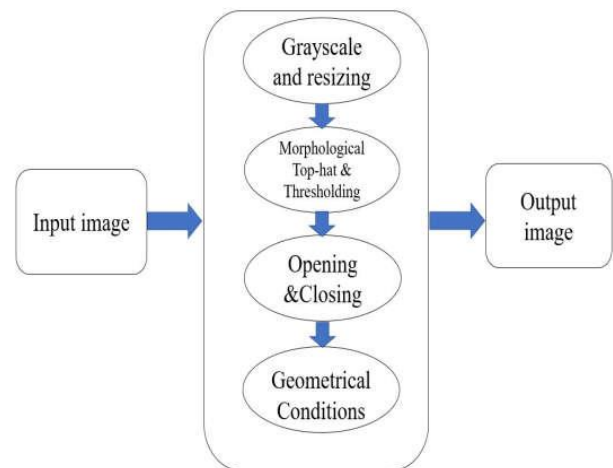 Input image
Grayscale
and resizing
Morphological
Top-hat &
Thresholding
Opening
&Closing
Geometrical
Conditions
Output
image